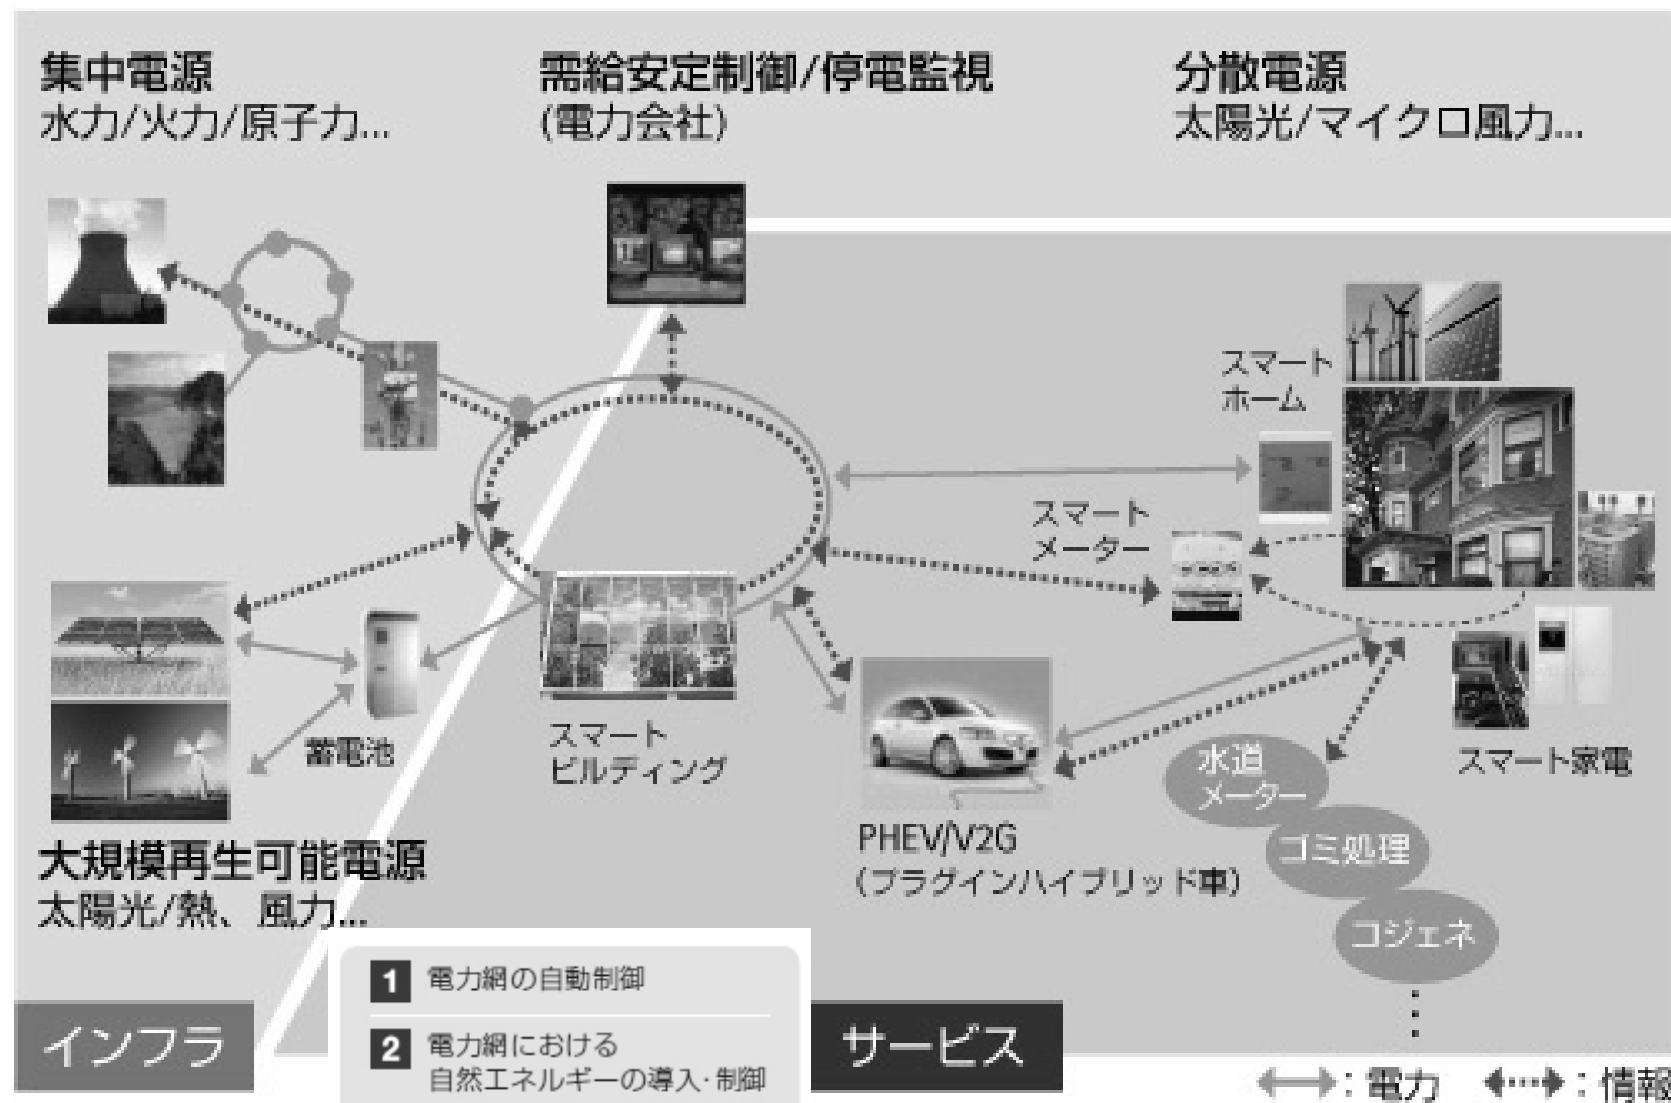 集中電源
水力/火力/原子力...
需給安定制御/停電監視
(電力会社)
分散電源
太陽光/マイクロ風力...
スマート
ホーム
スマート
メーター
蓄電池
スマート
ビルディング
スマート家電
水道
メーター
ゴミ処理
コジェネ
PHEV/V2G
(プラグインハイブリッド車)
大規模再生可能電源
太陽光/熱、風力...
1 電力網の自動制御
2 電力網における
自然エネルギーの導入・制御
インフラ
サービス
:電力
:情報